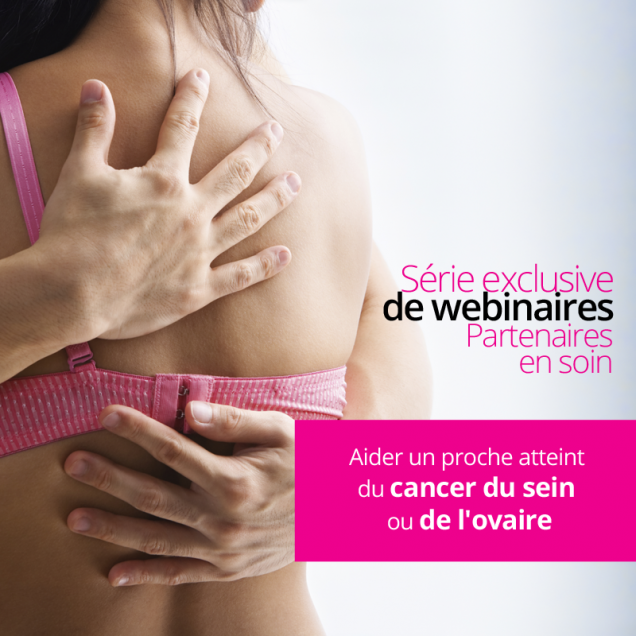 Série exclusive
de webinaires
Partenaires
en soin
Aider un proche atteint
du cancer du sein
ou de l'ovaire